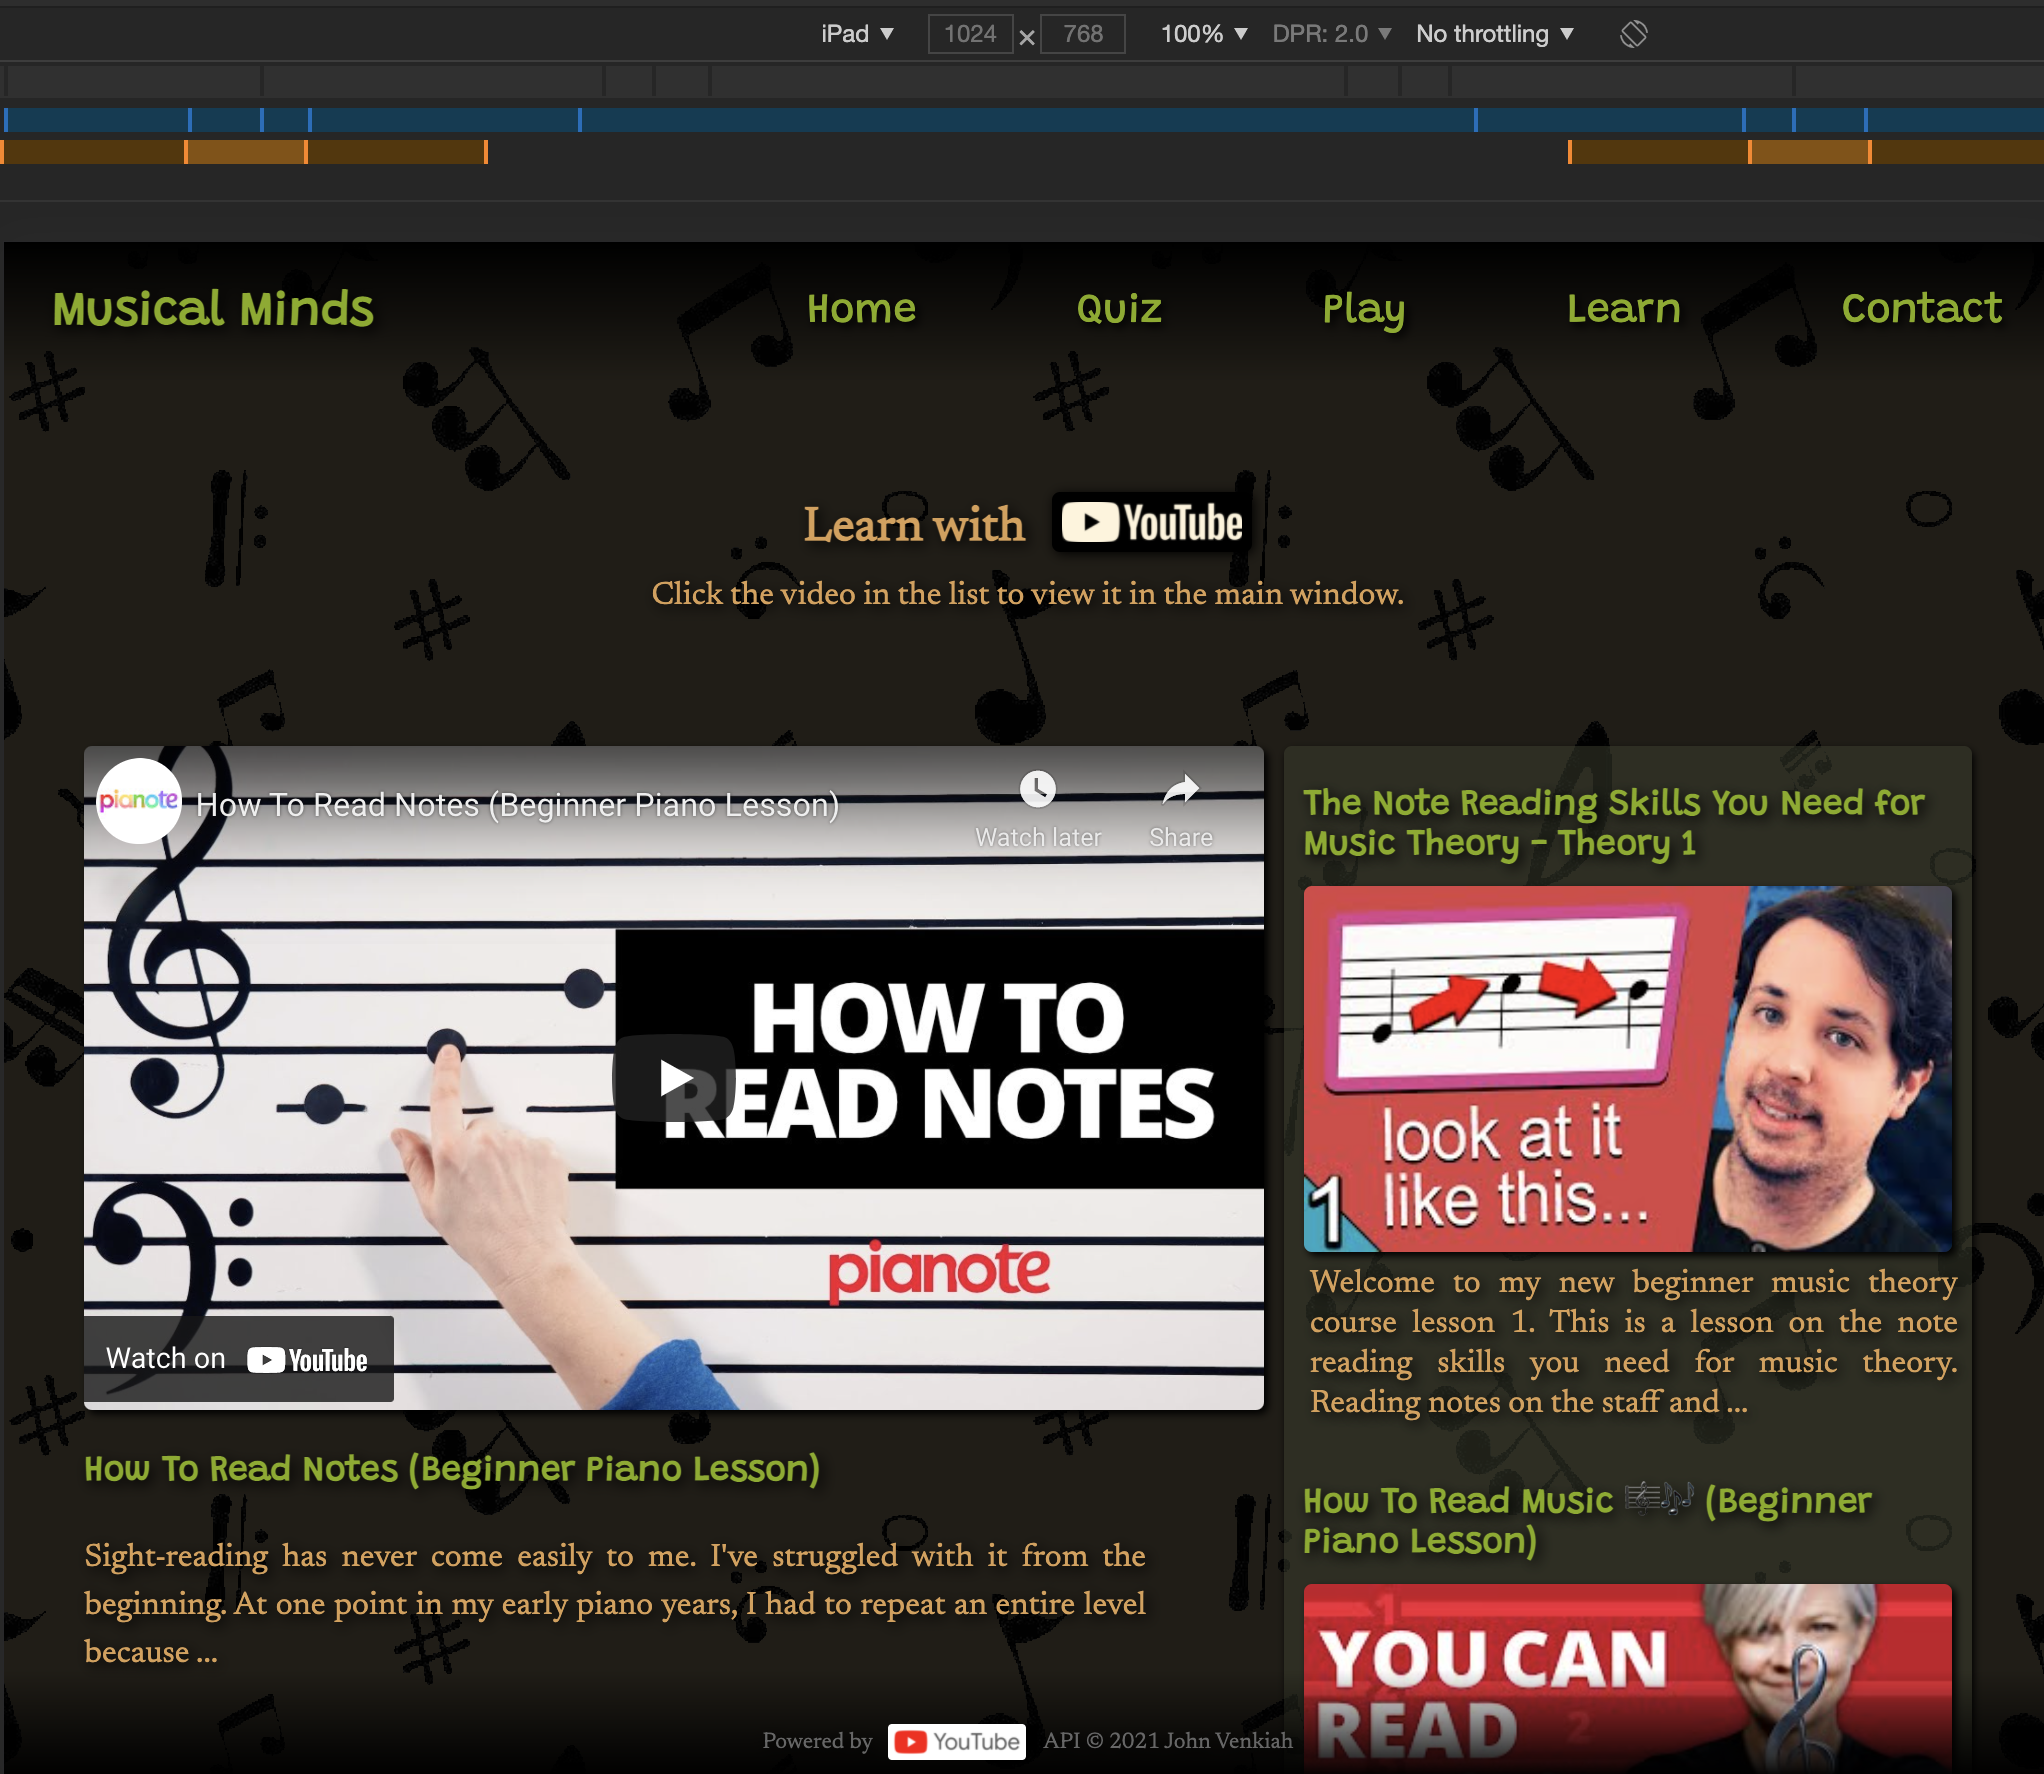 iPad ▼ 1024 × 768 100% ▼ DPR: 2.0 ▼ No throttling ▼
Musical Minds
Home Quiz Play Learn Contact
Learn with YouTube
Click the video in the list to view it in the main window.
pianote How To Read Notes (Beginner Piano Lesson)
Watch later Share
HOW TO
READ NOTES
pianote
Watch on YouTube
How To Read Notes (Beginner Piano Lesson)
Sight-reading has never come easily to me. I've struggled with it from the
beginning. At one point in my early piano years, I had to repeat an entire level
because ...
The Note Reading Skills You Need for
Music Theory - Theory 1
look at it
like this...
1
Welcome to my new beginner music theory
course lesson 1. This is a lesson on the note
reading skills you need for music theory.
Reading notes on the staff and ...
How To Read Music 🎼🎶 (Beginner
Piano Lesson)
1
YOU CAN
READ
2
Powered by YouTube API © 2021 John Venkiah